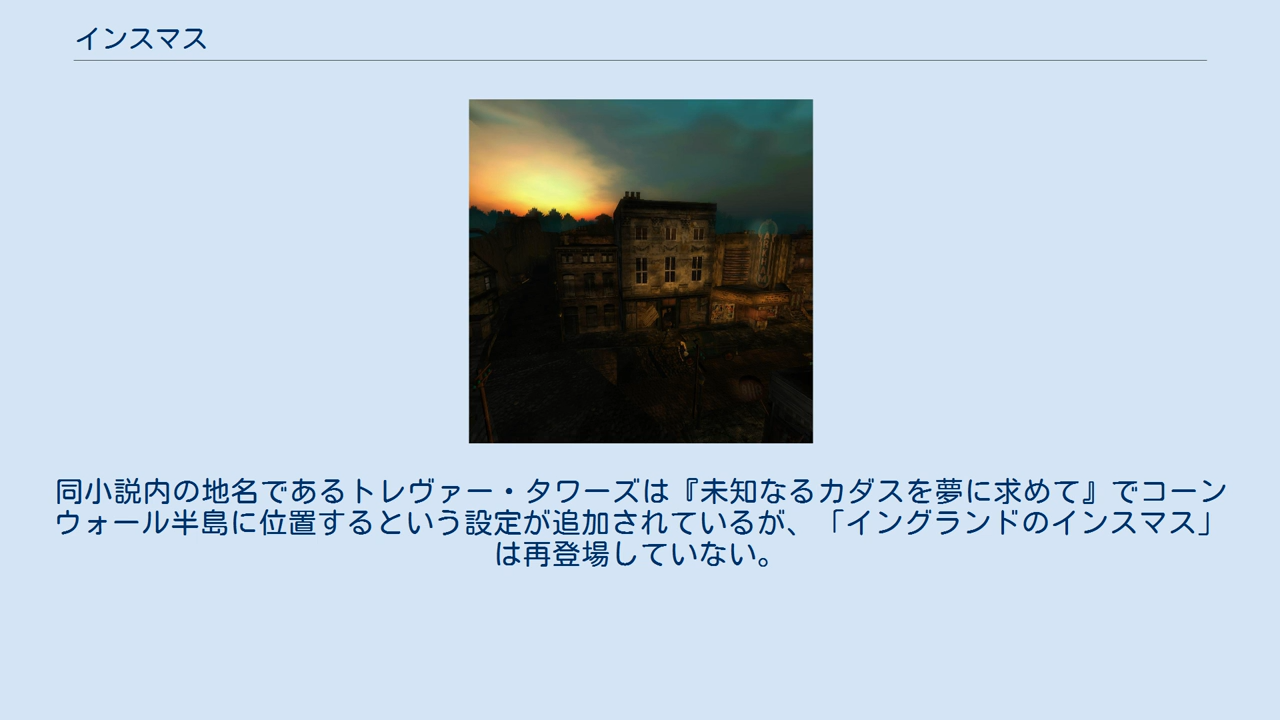 インスマス
同小説内の地名であるトレヴァー・タワーズは『未知なるカダスを夢に求めて』でコーン
ウォール半島に位置するという設定が追加されているが、「イングランドのインスマス」
は再登場していない。